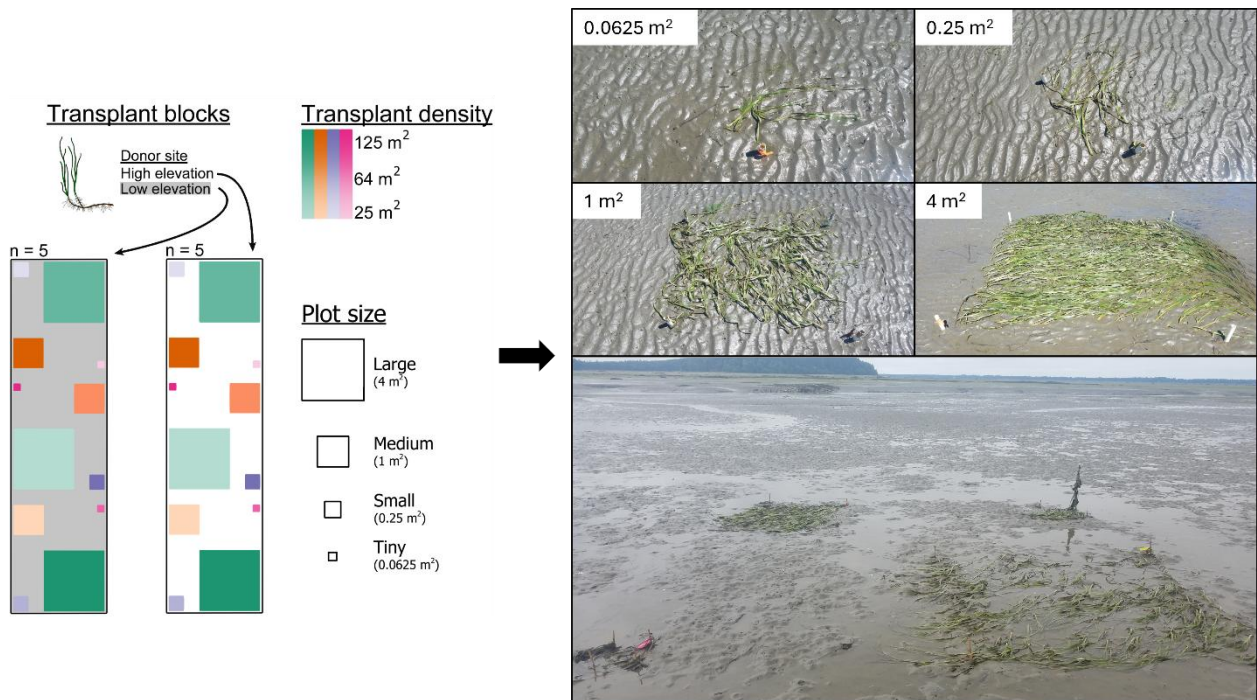 Transplant blocks
Donor site
High elevation
Low elevation
n = 5
n = 5
Transplant density
125 m²
64 m²
25 m²
Plot size
Large
(4 m²)
Medium
(1 m²)
Small
(0.25 m²)
Tiny
(0.0625 m²)
0.0625 m²
0.25 m²
1 m²
4 m²